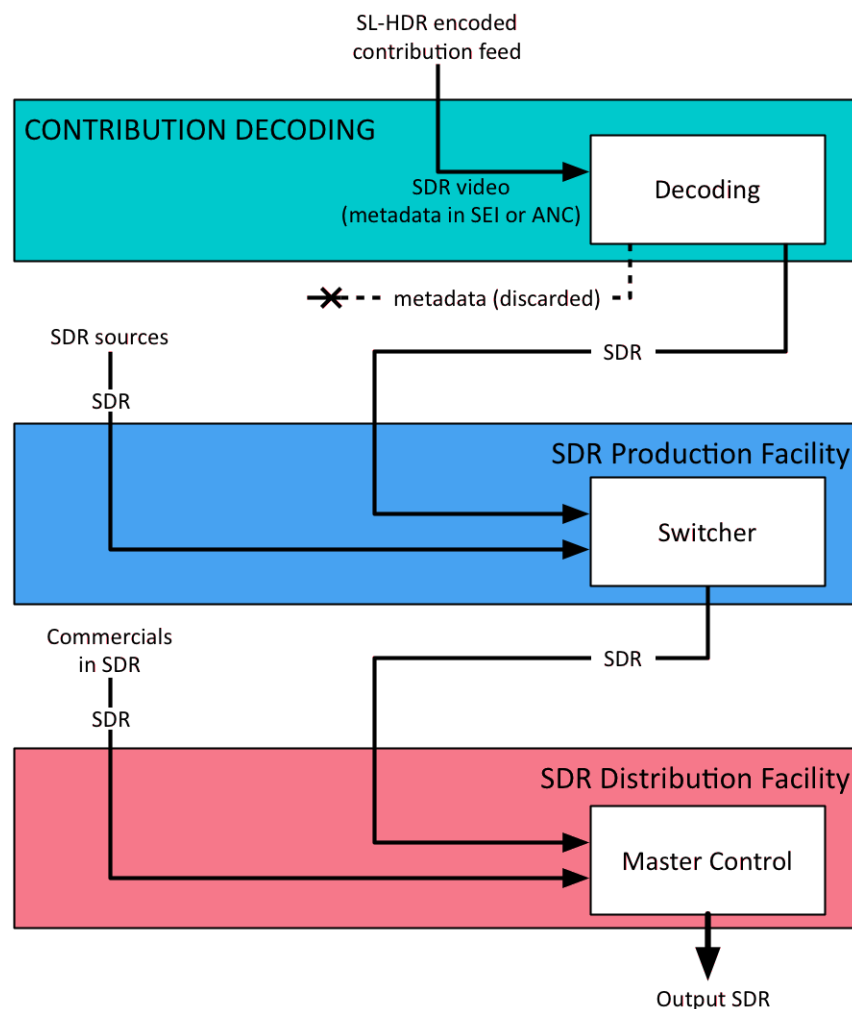 SL-HDR encoded
contribution feed
CONTRIBUTION DECODING
Decoding
SDR video
(metadata in SEI or ANC)
metadata (discarded)
SDR sources
SDR
SDR
SDR Production Facility
Switcher
Commercials
in SDR
SDR
SDR
SDR Distribution Facility
Master Control
Output SDR